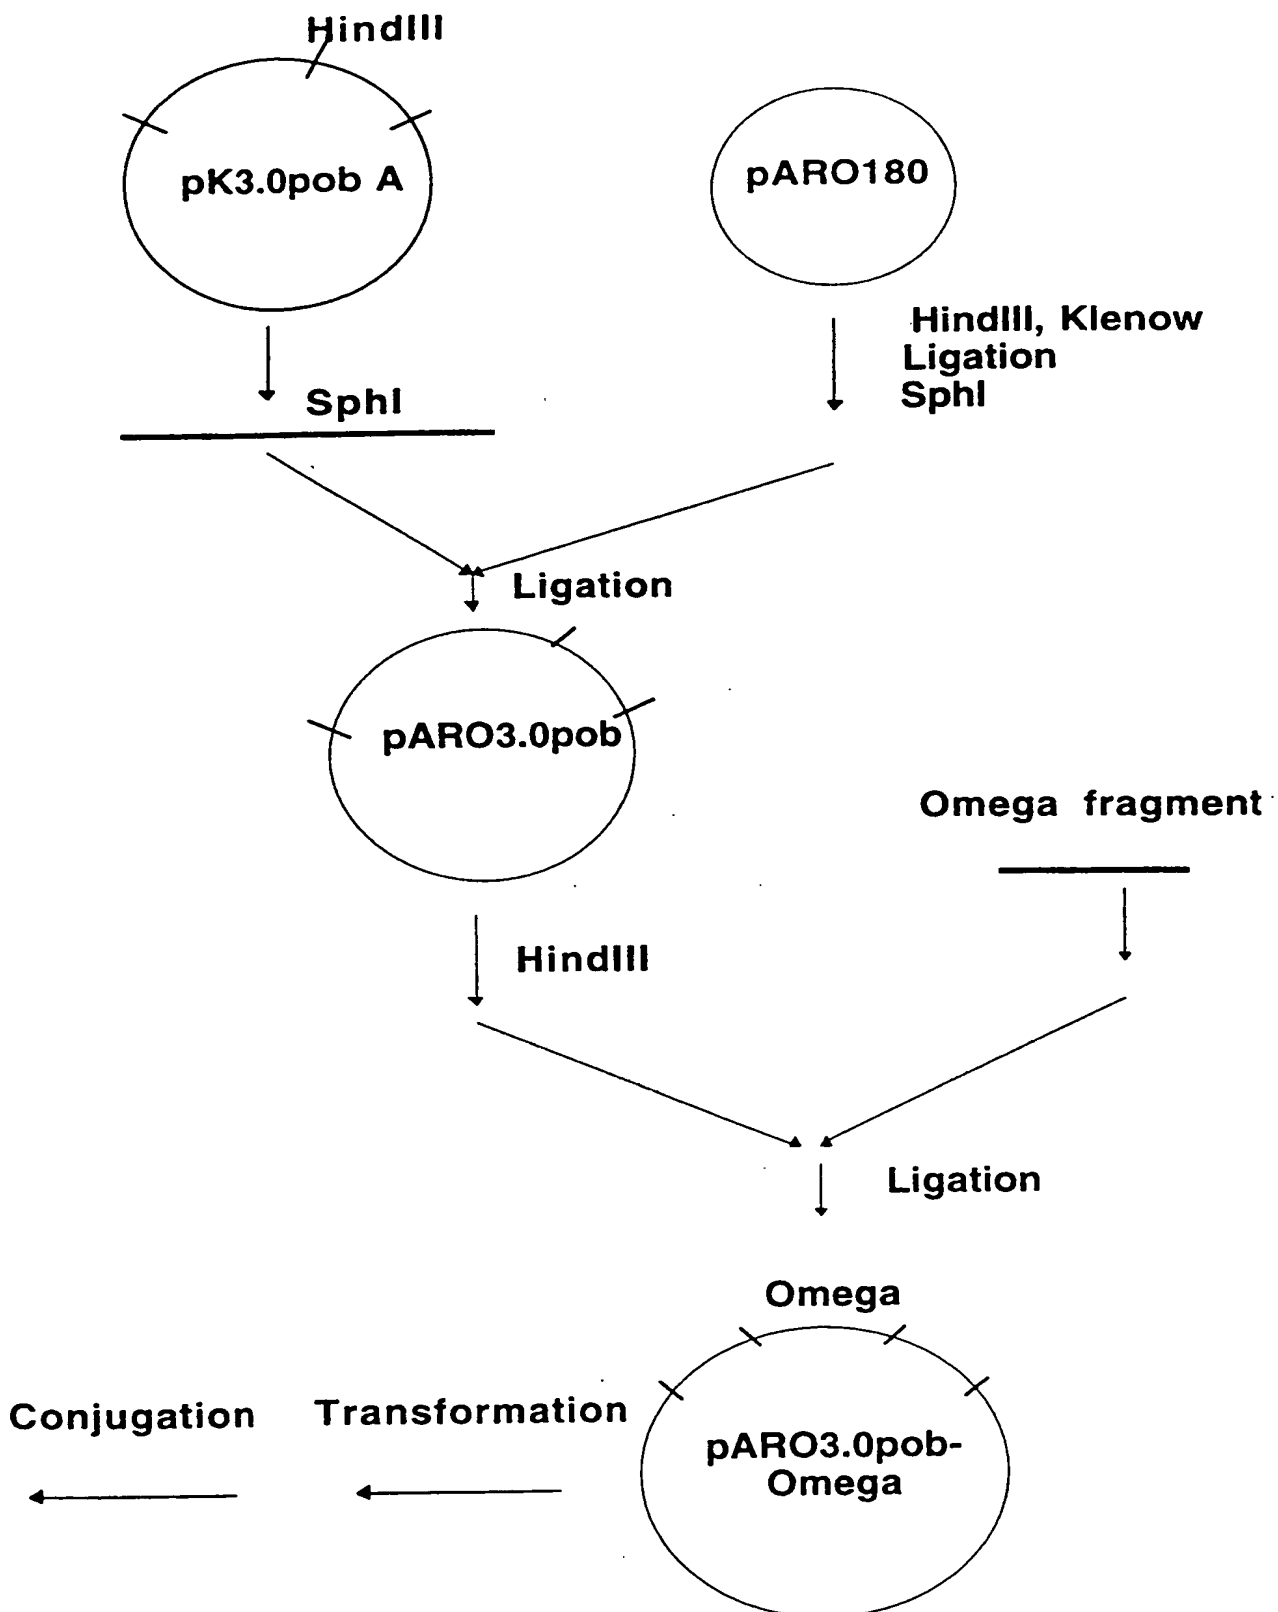 HindIII
pK3.0pob A
pARO180
HindIII, Klenow
Ligation
SphI
SphI
Ligation
pARO3.0pob
Omega fragment
HindIII
Ligation
Omega
Conjugation
Transformation
pARO3.0pob-
Omega